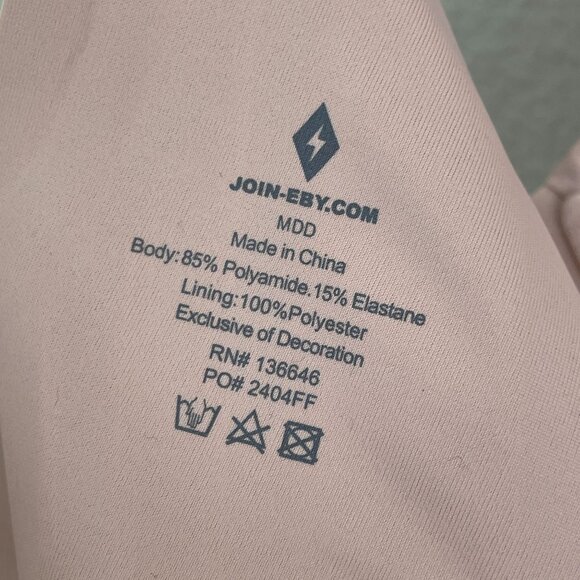 JOIN-EBY.COM
MDD
Made in China
Body:85% Polyamide.15% Elastane
Lining:100%Polyester
Exclusive of Decoration
RN# 136646
PO# 2404FF